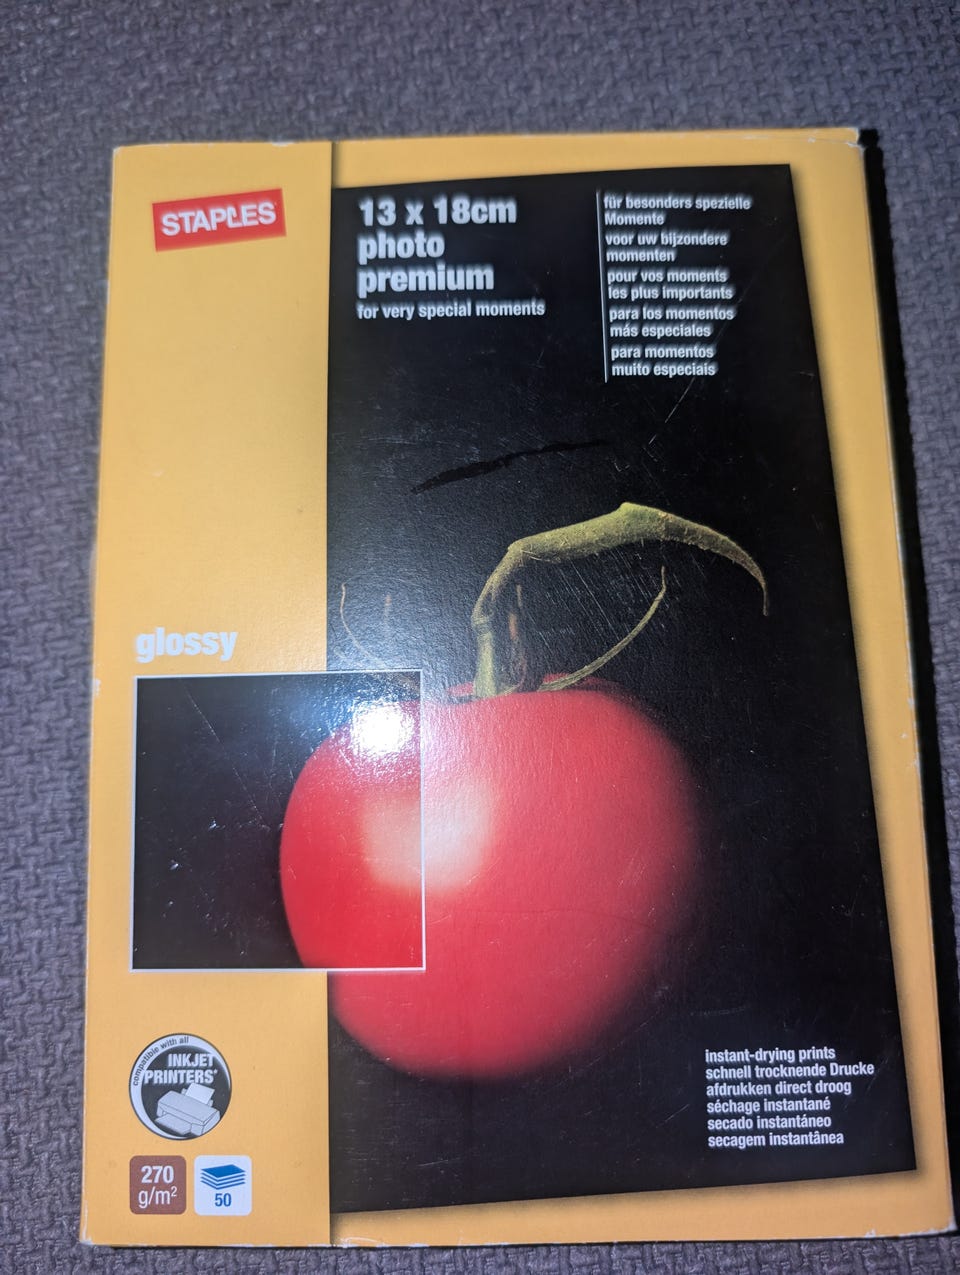 STAPLES
13 x 18cm
photo
premium
for very special moments
für besonders spezielle
Momente
voor uw bijzondere
momenten
pour vos moments
les plus importants
para los momentos
más especiales
para momentos
muito especiais
glossy
compatible with all
INKJET
PRINTERS*
270
g/m²
50
instant-drying prints
schnell trocknende Drucke
afdrukken direct droog
séchage instantané
secado instantáneo
secagem instantânea